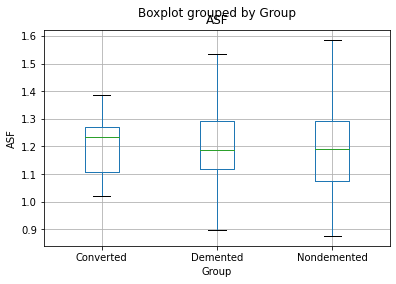 Boxplot grouped by Group
ASF
1.6
1.5
1.4
1.3
1.2
1.1
1.0
0.9
ASF
Converted Demented Nondemented
Group